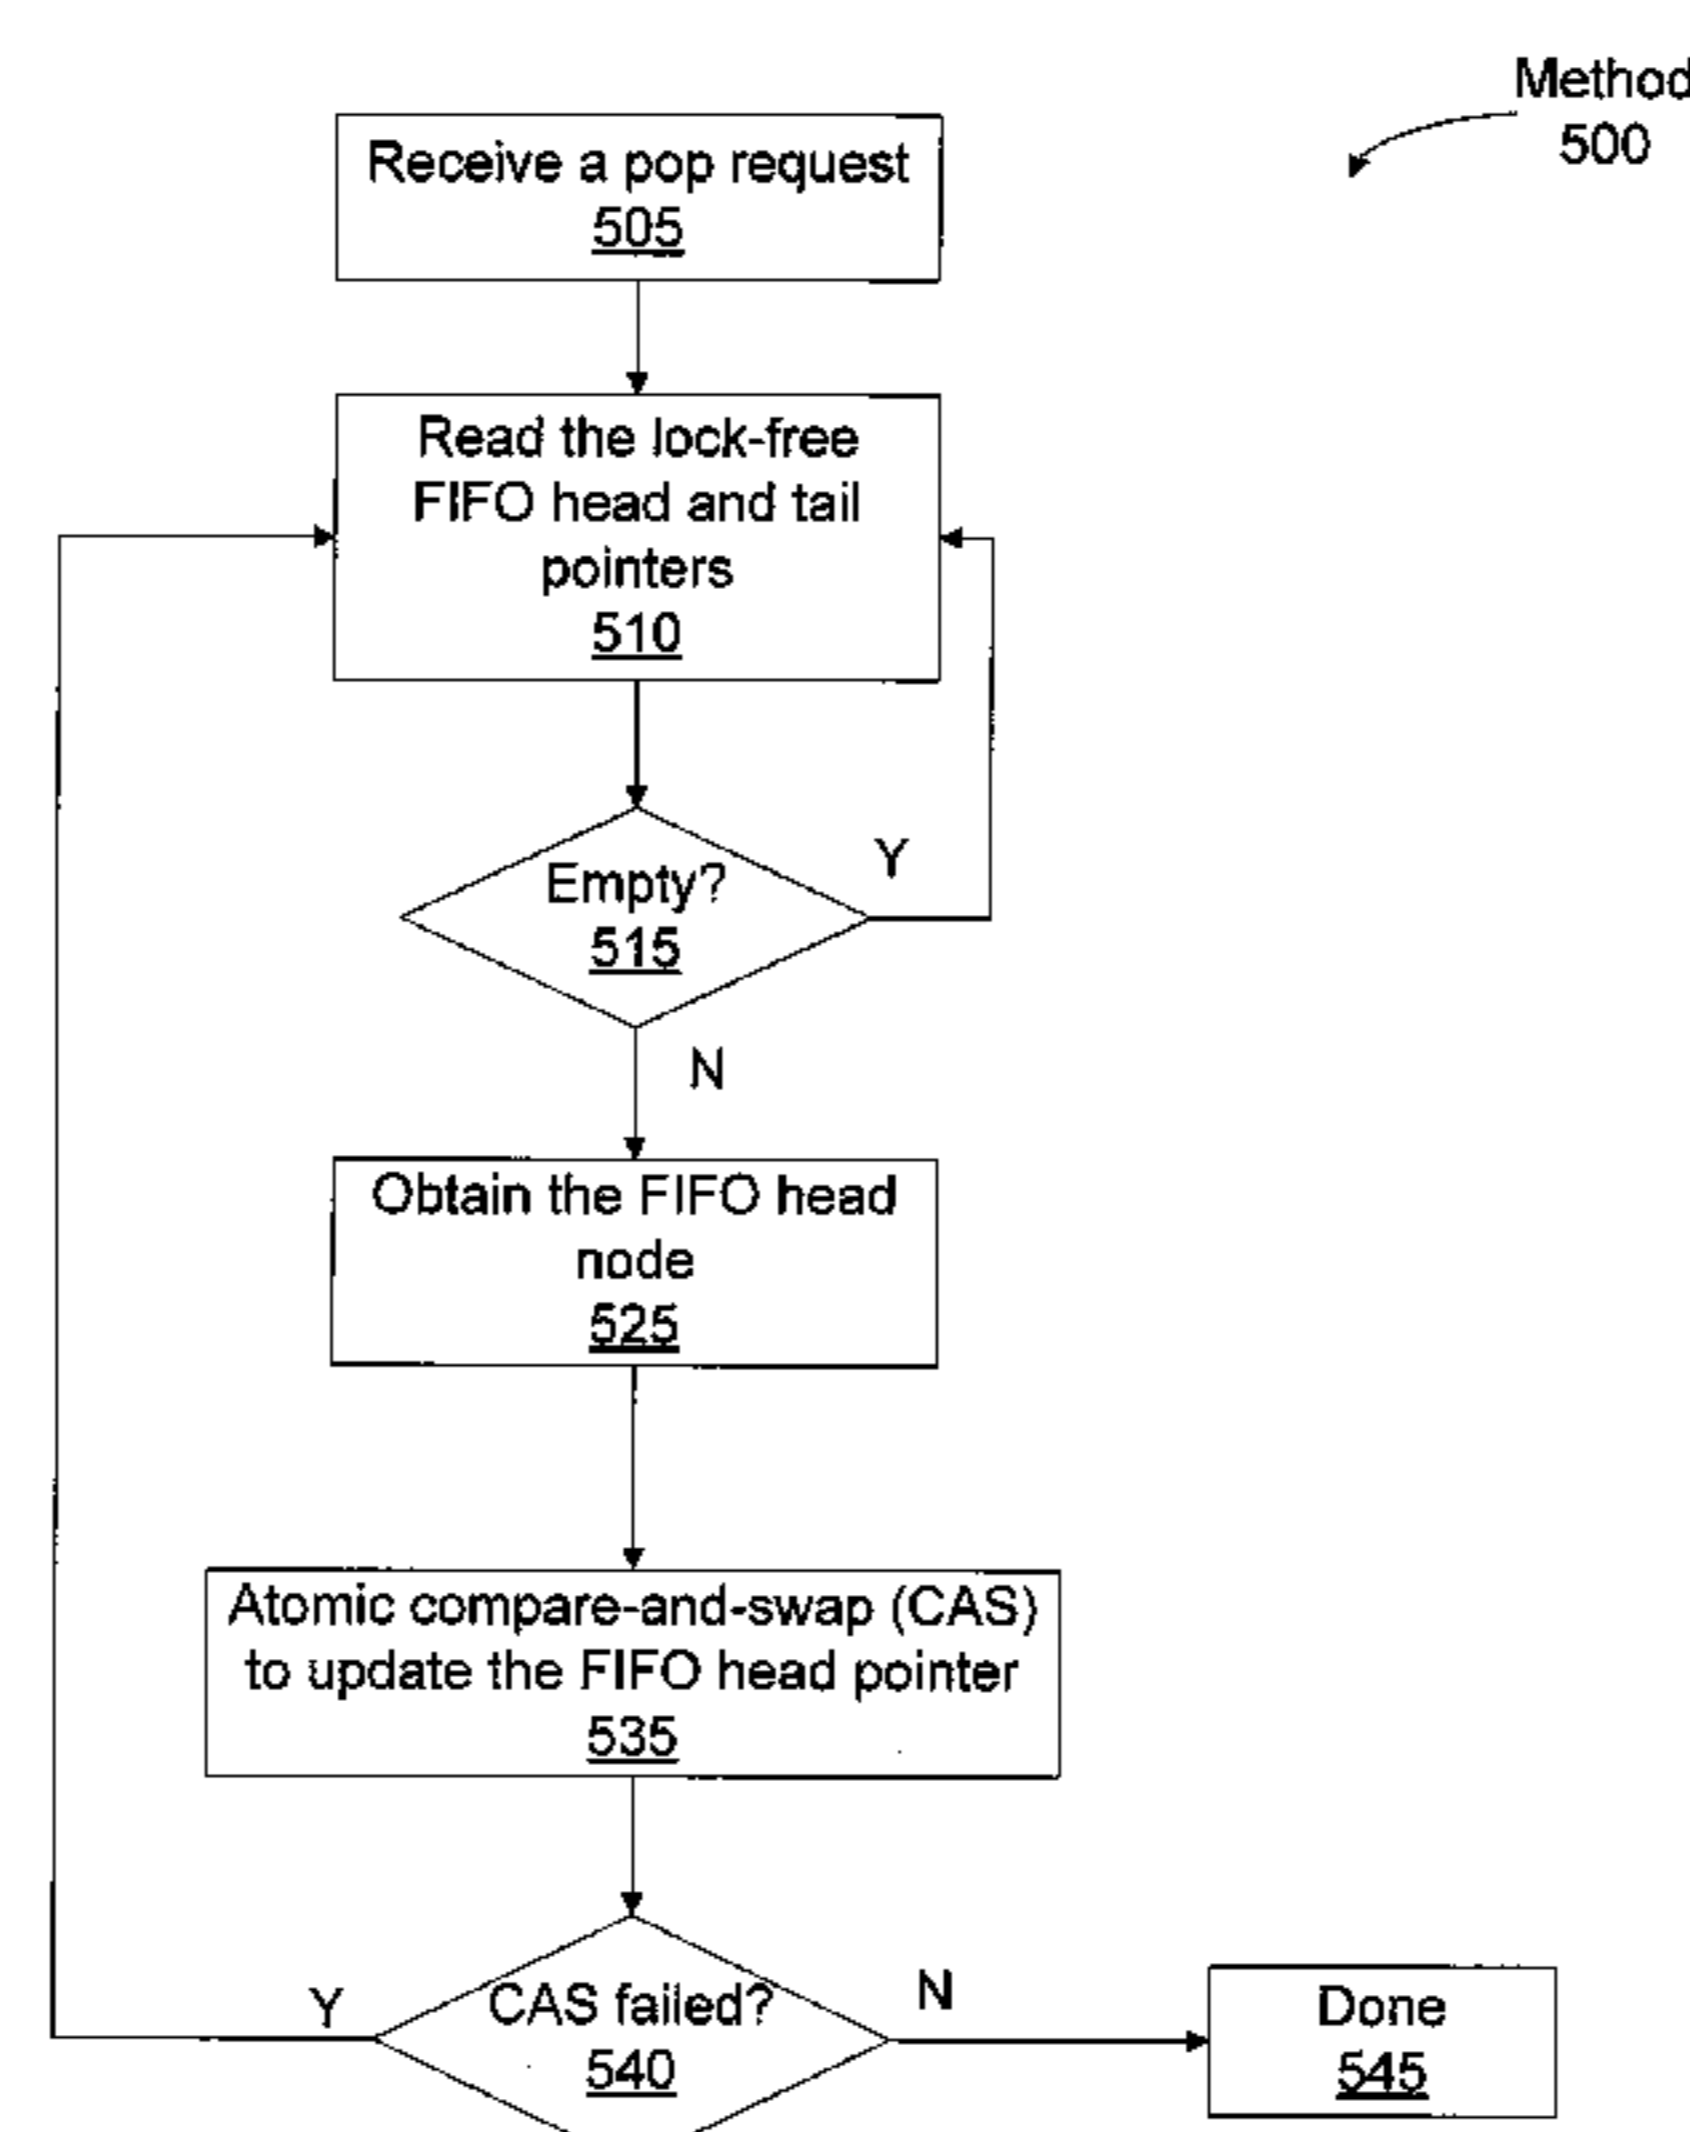 Method
500
Receive a pop request
505
Read the lock-free
FIFO head and tail
pointers
510
Empty?
515
Y
N
Obtain the FIFO head
node
525
Atomic compare-and-swap (CAS)
to update the FIFO head pointer
535
CAS failed?
540
Y
N
Done
545